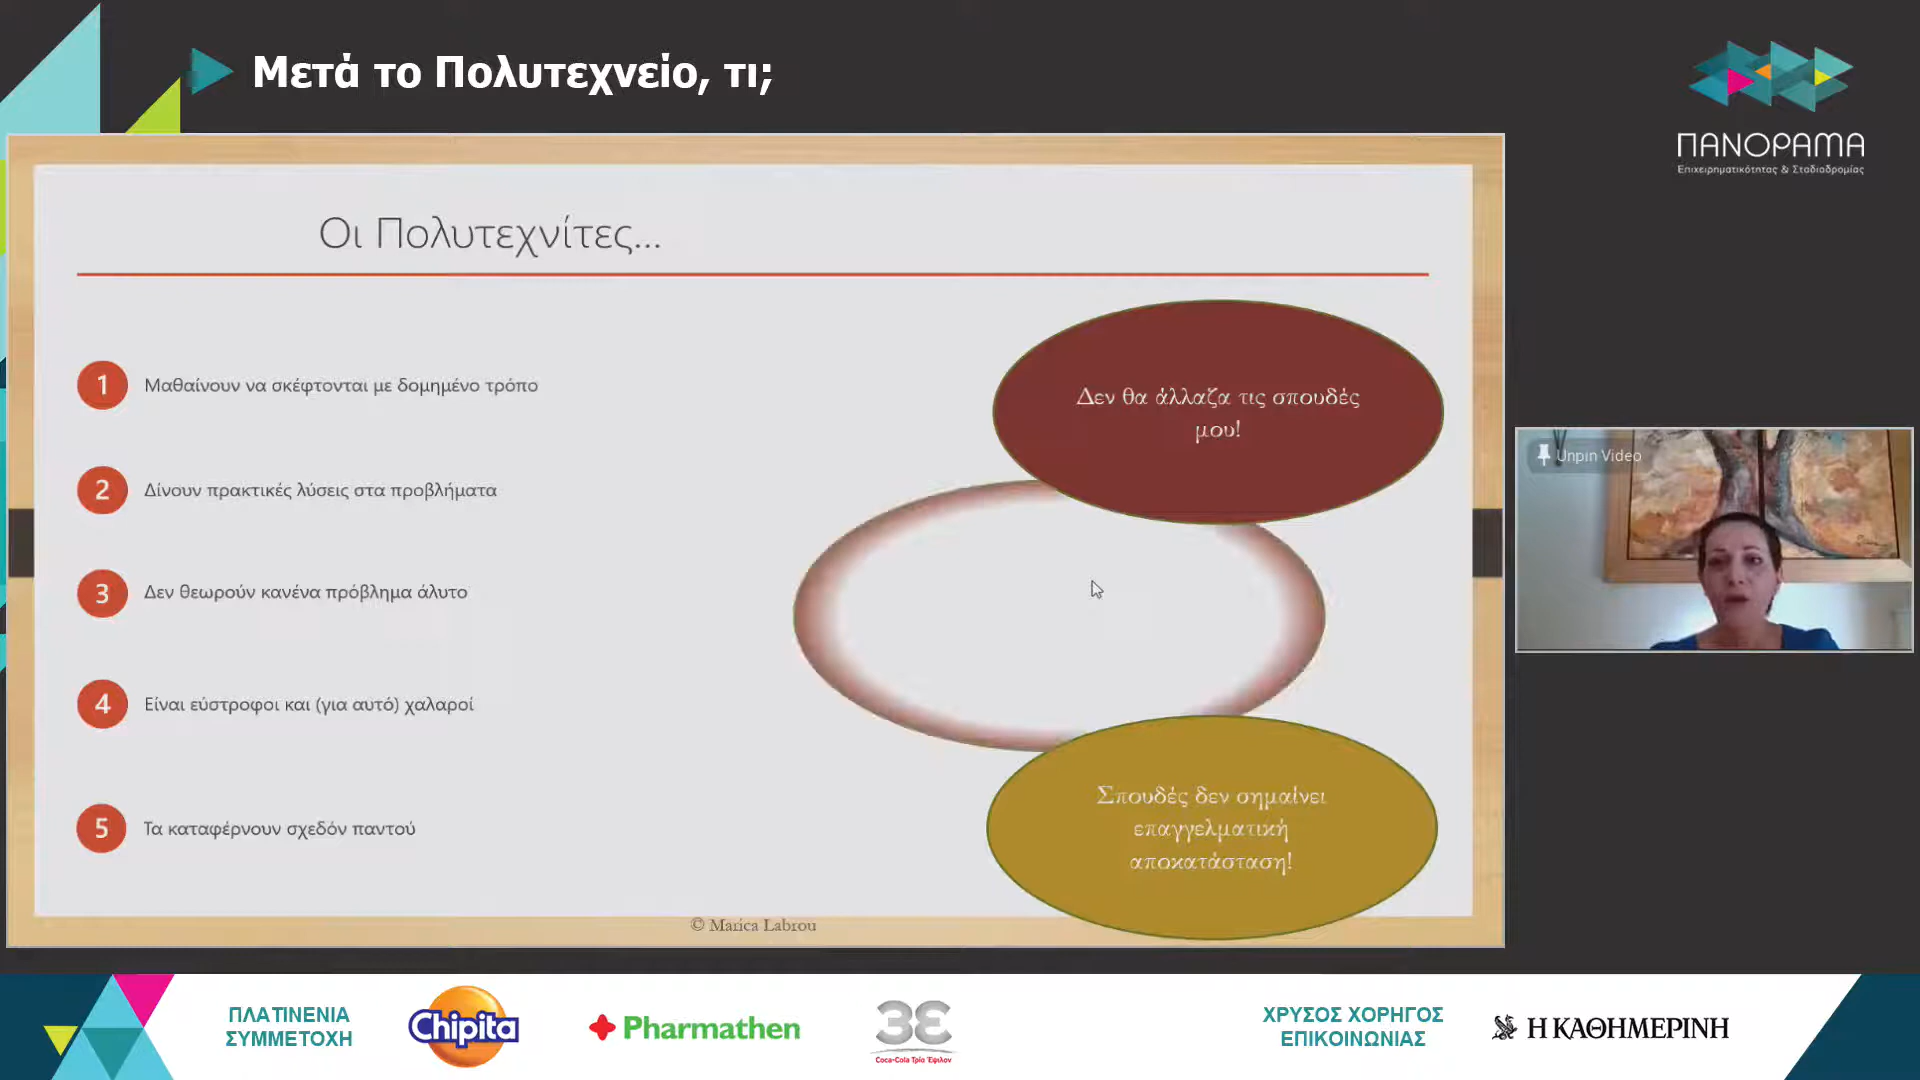 Μετά το Πολυτεχνείο, τι;
ΠΑΝΟΡΑΜΑ
Επιχειρηματικότητας & Σταδιοδρομίας
Οι Πολυτεχνίτες...
1 Μαθαίνουν να σκέφτονται με δομημένο τρόπο
2 Δίνουν πρακτικές λύσεις στα προβλήματα
3 Δεν θεωρούν κανένα πρόβλημα άλυτο
4 Είναι εύστροφοι και (για αυτό) χαλαροί
5 Τα καταφέρνουν σχεδόν παντού
Δεν θα άλλαζα τις σπουδές
μου!
Σπουδές δεν σημαίνει
επαγγελματική
αποκατάσταση!
© Marica Labrou
Unpin Video
ΠΛΑΤΙΝΕΝΙΑ
ΣΥΜΜΕΤΟΧΗ
Chipita
Pharmathen
3Ε
Coca-Cola Τρία Έψιλον
ΧΡΥΣΟΣ ΧΟΡΗΓΟΣ
ΕΠΙΚΟΙΝΩΝΙΑΣ
Η ΚΑΘΗΜΕΡΙΝΗ